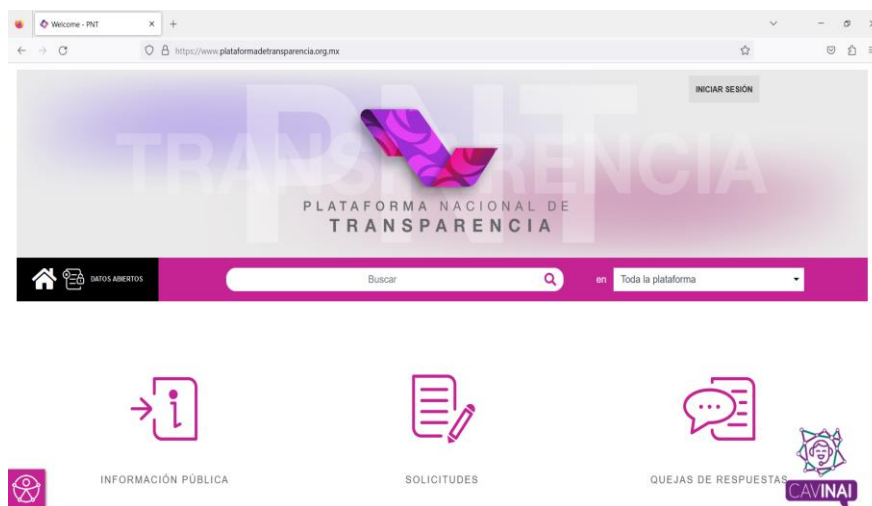 Welcome - PNT
https://www.plataformadetransparencia.org.mx
INICIAR SESIÓN
PNT
TRANSPARENCIA
PLATAFORMA NACIONAL DE
TRANSPARENCIA
DATOS ABIERTOS
Buscar
en
Toda la plataforma
INFORMACIÓN PÚBLICA
SOLICITUDES
QUEJAS DE RESPUESTAS
CAVINAI